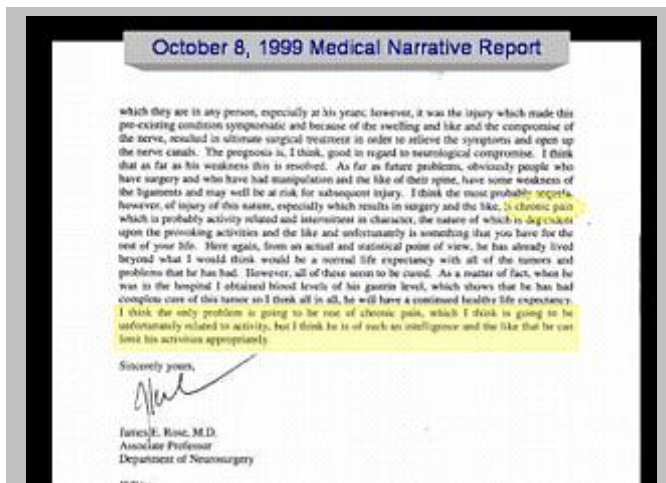 October 8, 1999 Medical Narrative Report
which they are in any person, especially at his years; however, it was the injury which made this
pre-existing condition symptomatic and because of the swelling and like and the compromise of
the nerve, resulted in ultimate surgical treatment in order to relieve the symptoms and open up
the nerve canals. The prognosis is, I think, good in regard to neurological compromise. I think
that as far as his weakness this is resolved. As far as future problems, obviously people who
have surgery and who have had manipulation and the like of their spine, have some weakness of
the ligaments and may well be at risk for subsequent injury. I think the most probably
however, of injury of this nature, especially which results in surgery and the like, is chronic pain
which is probably activity related and intermittent in character, the nature of which is dependent
upon the provoking activities and the like and unfortunately is something that you have for the
rest of your life. Here again, from an actual and statistical point of view, he has already lived
beyond what I would think would be a normal life expectancy with all of the tumors and
problems that he has had. However, all of these seem to be cured. As a matter of fact, when he
was in the hospital I obtained blood levels of his gastrin level, which shows that he has had
complete cure of this tumor so I think all in all, he will have a continued healthy life expectancy.
I think the only problem is going to be one of chronic pain, which I think is going to be
unfortunately related to activity, but I think he is of such an intelligence and the like that he can
limit his activities appropriately.
Sincerely yours,
James E. Rose, M.D.
Associate Professor
Department of Neurosurgery